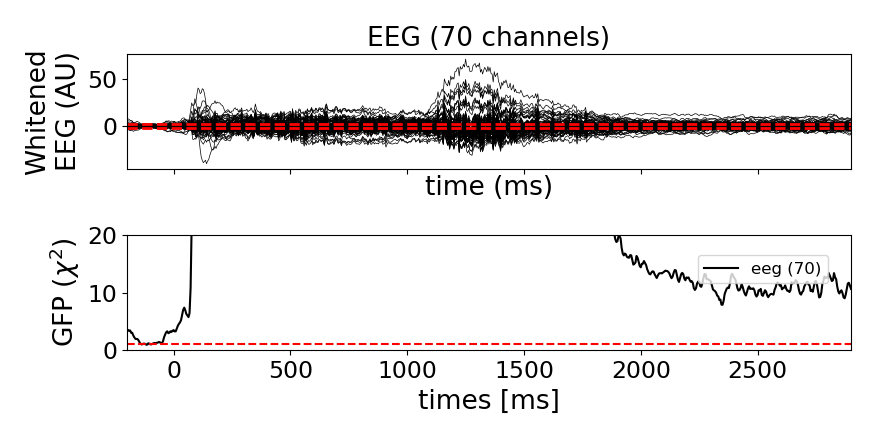 EEG (70 channels)
Whitened
EEG (AU)
50
0
time (ms)
GFP (χ²)
20
10
0
eeg (70)
0 500 1000 1500 2000 2500
times [ms]